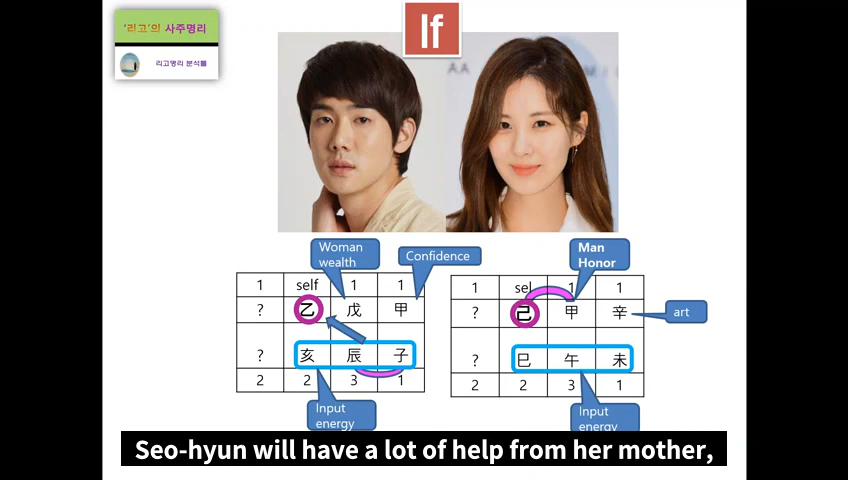 If
'리고'의 사주명리
리고명리 분석툴
AA
Woman
wealth
Confidence
Man
Honor
1 self 1 1
? 乙 戊 甲
? 亥 辰 子
2 2 3 1
Input
energy
1 sel 1 1
? 己 甲 辛
art
? 巳 午 未
2 2 3 1
Input
energy
Seo-hyun will have a lot of help from her mother,